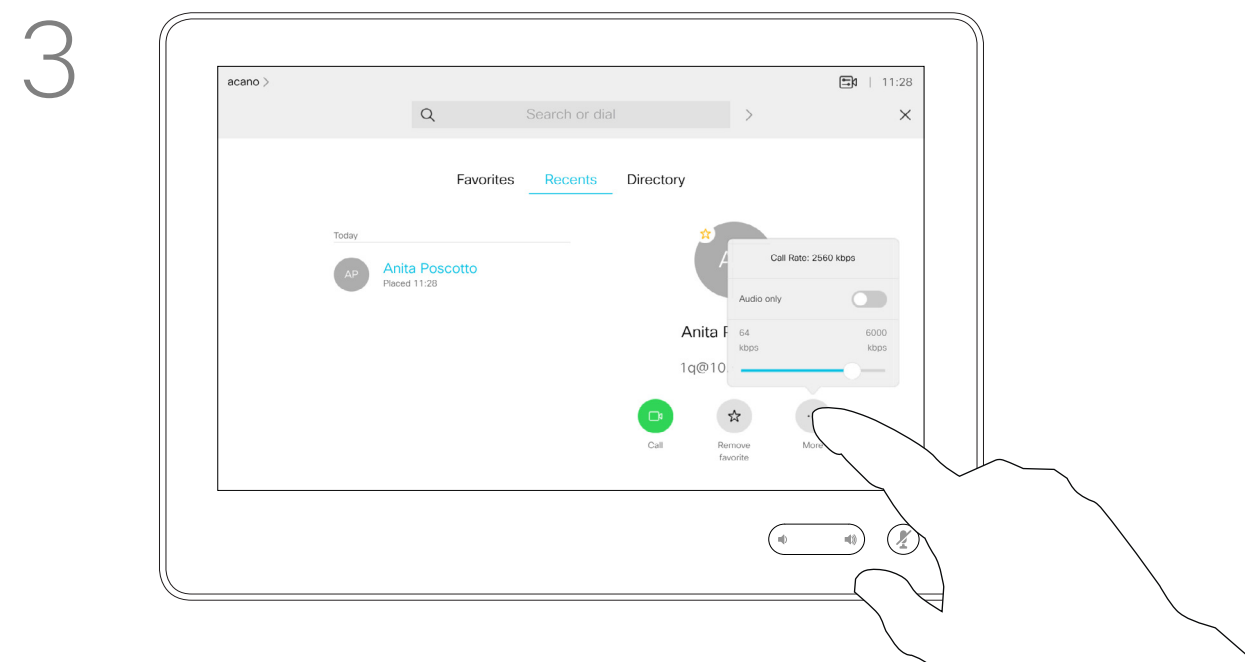 3
acano >
11:28
Search or dial
Favorites Recents Directory
Today
AP
Anita Poscotto
Placed 11:28
A
Call Rate: 2560 kbps
Audio only
Anita P
64
kbps
6000
kbps
1q@10.
Call
Remove
favorite
More